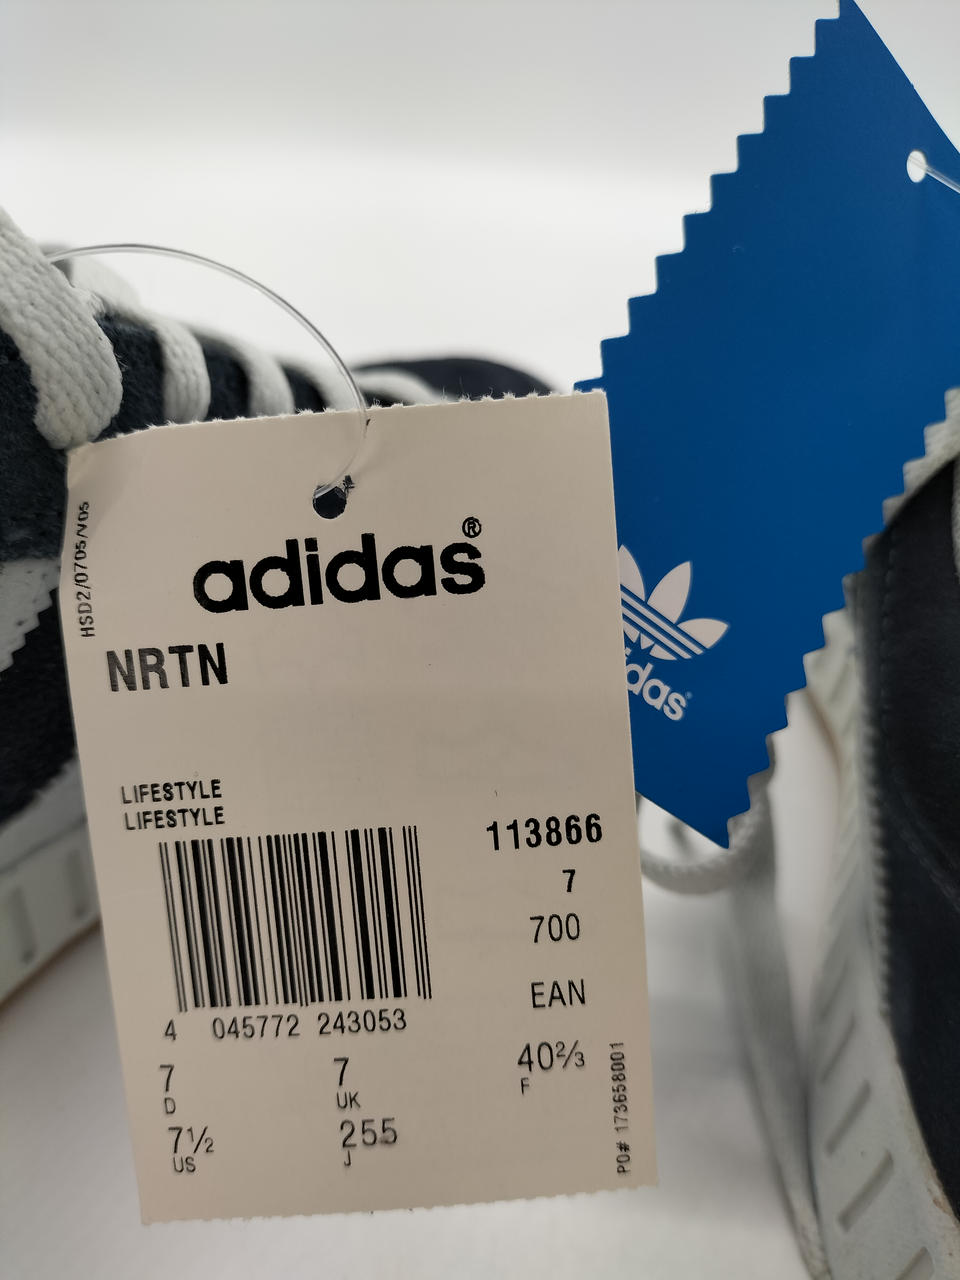 HSD2/0705/V05
adidas®
NRTN
LIFESTYLE
LIFESTYLE
113866
7
700
EAN
4 045772 243053
7 7 40⅔
D UK F
7½ 255
US J
PO# 173658001
das